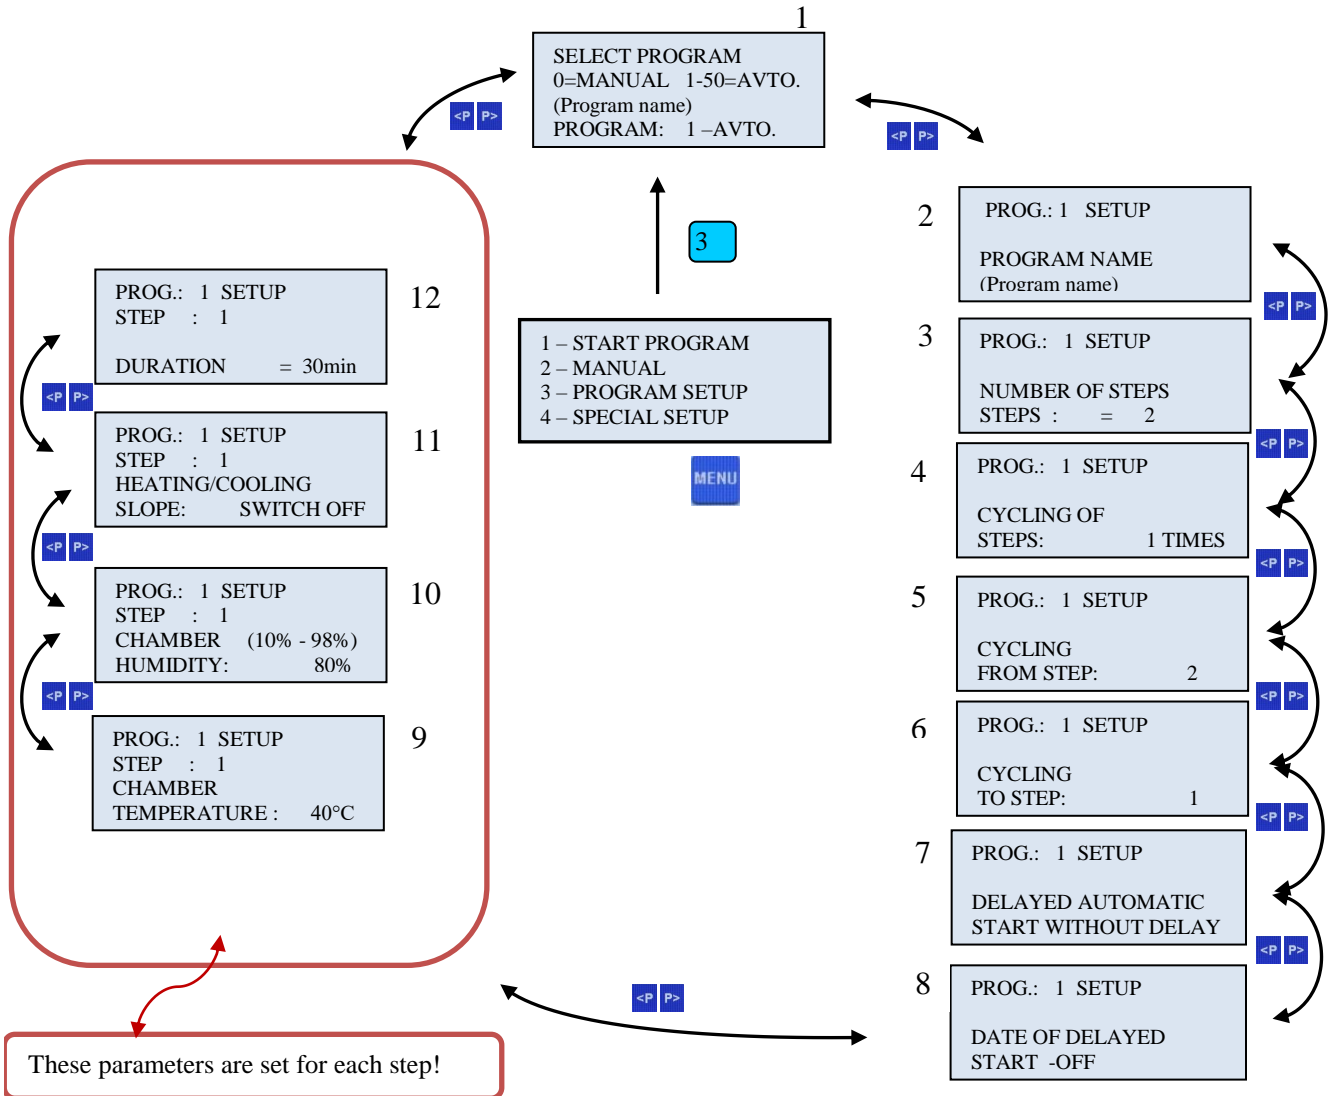 1
SELECT PROGRAM
0=MANUAL 1-50=AVTO.
(Program name)
PROGRAM: 1 –AVTO.
<P P>
<P P>
2
PROG.: 1 SETUP
PROGRAM NAME
(Program name)
<P P>
3
1 – START PROGRAM
2 – MANUAL
3 – PROGRAM SETUP
4 – SPECIAL SETUP
MENU
3
PROG.: 1 SETUP
NUMBER OF STEPS
STEPS : = 2
<P P>
4
PROG.: 1 SETUP
CYCLING OF
STEPS: 1 TIMES
<P P>
5
PROG.: 1 SETUP
CYCLING
FROM STEP: 2
<P P>
6
PROG.: 1 SETUP
CYCLING
TO STEP: 1
<P P>
7
PROG.: 1 SETUP
DELAYED AUTOMATIC
START WITHOUT DELAY
<P P>
8
PROG.: 1 SETUP
DATE OF DELAYED
START -OFF
<P P>
12
PROG.: 1 SETUP
STEP : 1
DURATION = 30min
<P P>
11
PROG.: 1 SETUP
STEP : 1
HEATING/COOLING
SLOPE: SWITCH OFF
<P P>
10
PROG.: 1 SETUP
STEP : 1
CHAMBER (10% - 98%)
HUMIDITY: 80%
<P P>
9
PROG.: 1 SETUP
STEP : 1
CHAMBER
TEMPERATURE : 40°C
These parameters are set for each step!